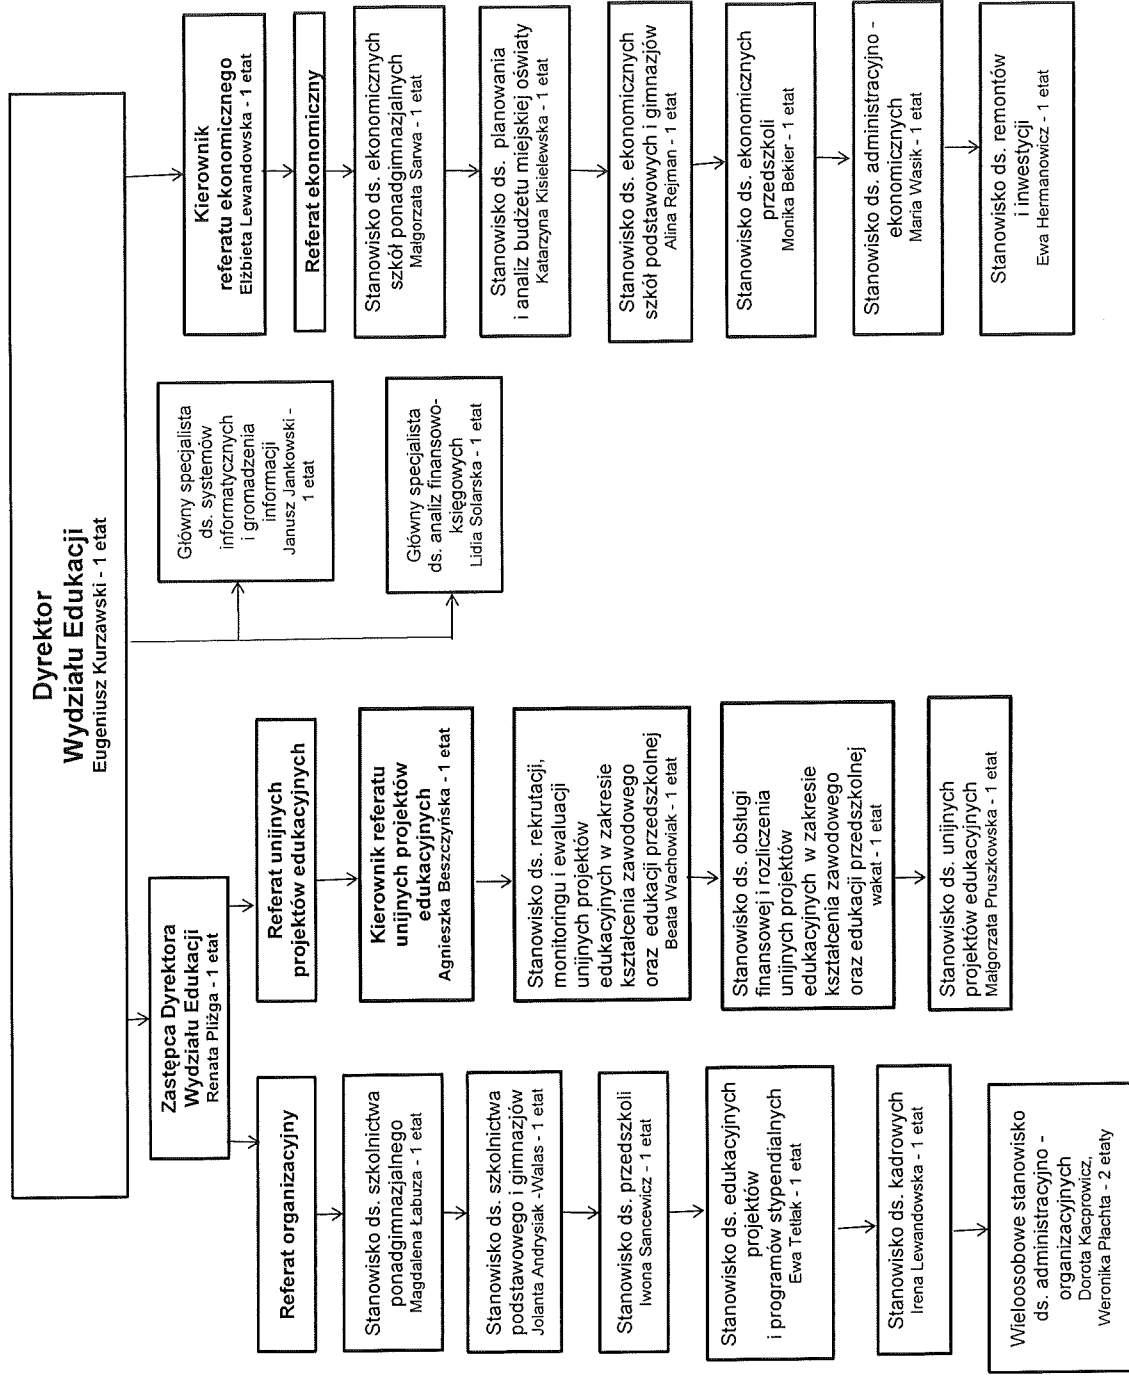 Dyrektor
Wydziału Edukacji
Eugeniusz Kurzawski - 1 etat
Zastępca Dyrektora
Wydziału Edukacji
Renata Pliżga - 1 etat
Referat organizacyjny
Stanowisko ds. szkolnictwa
ponadgimnazjalnego
Magdalena Łabuza - 1 etat
Stanowisko ds. szkolnictwa
podstawowego i gimnazjów
Jolanta Andrysiak -Walas - 1 etat
Stanowisko ds. przedszkoli
Iwona Sancewicz - 1 etat
Stanowisko ds. edukacyjnych
projektów
i programów stypendialnych
Ewa Tetłak - 1 etat
Stanowisko ds. kadrowych
Irena Lewandowska - 1 etat
Wieloosobowe stanowisko
ds. administracyjno -
organizacyjnych
Dorota Kacprowicz,
Weronika Płachta - 2 etaty
Referat unijnych
projektów edukacyjnych
Kierownik referatu
unijnych projektów
edukacyjnych
Agnieszka Beszczyńska - 1 etat
Stanowisko ds. rekrutacji,
monitoringu i ewaluacji
unijnych projektów
edukacyjnych w zakresie
kształcenia zawodowego
oraz edukacji przedszkolnej
Beata Wachowiak - 1 etat
Stanowisko ds. obsługi
finansowej i rozliczenia
unijnych projektów
edukacyjnych w zakresie
kształcenia zawodowego
oraz edukacji przedszkolnej
wakat - 1 etat
Stanowisko ds. unijnych
projektów edukacyjnych
Małgorzata Pruszkowska - 1 etat
Główny specjalista
ds. systemów
informatycznych
i gromadzenia
informacji
Janusz Jankowski -
1 etat
Główny specjalista
ds. analiz finansowo-
księgowych
Lidia Solarska - 1 etat
Kierownik
referatu ekonomicznego
Elżbieta Lewandowska - 1 etat
Referat ekonomiczny
Stanowisko ds. ekonomicznych
szkół ponadgimnazjalnych
Małgorzata Sarwa - 1 etat
Stanowisko ds. planowania
i analiz budżetu miejskiej oświaty
Katarzyna Kisielewska - 1 etat
Stanowisko ds. ekonomicznych
szkół podstawowych i gimnazjów
Alina Rejman - 1 etat
Stanowisko ds. ekonomicznych
przedszkoli
Monika Bekier - 1 etat
Stanowisko ds. administracyjno -
ekonomicznych
Maria Wasik - 1 etat
Stanowisko ds. remontów
i inwestycji
Ewa Hermanowicz - 1 etat